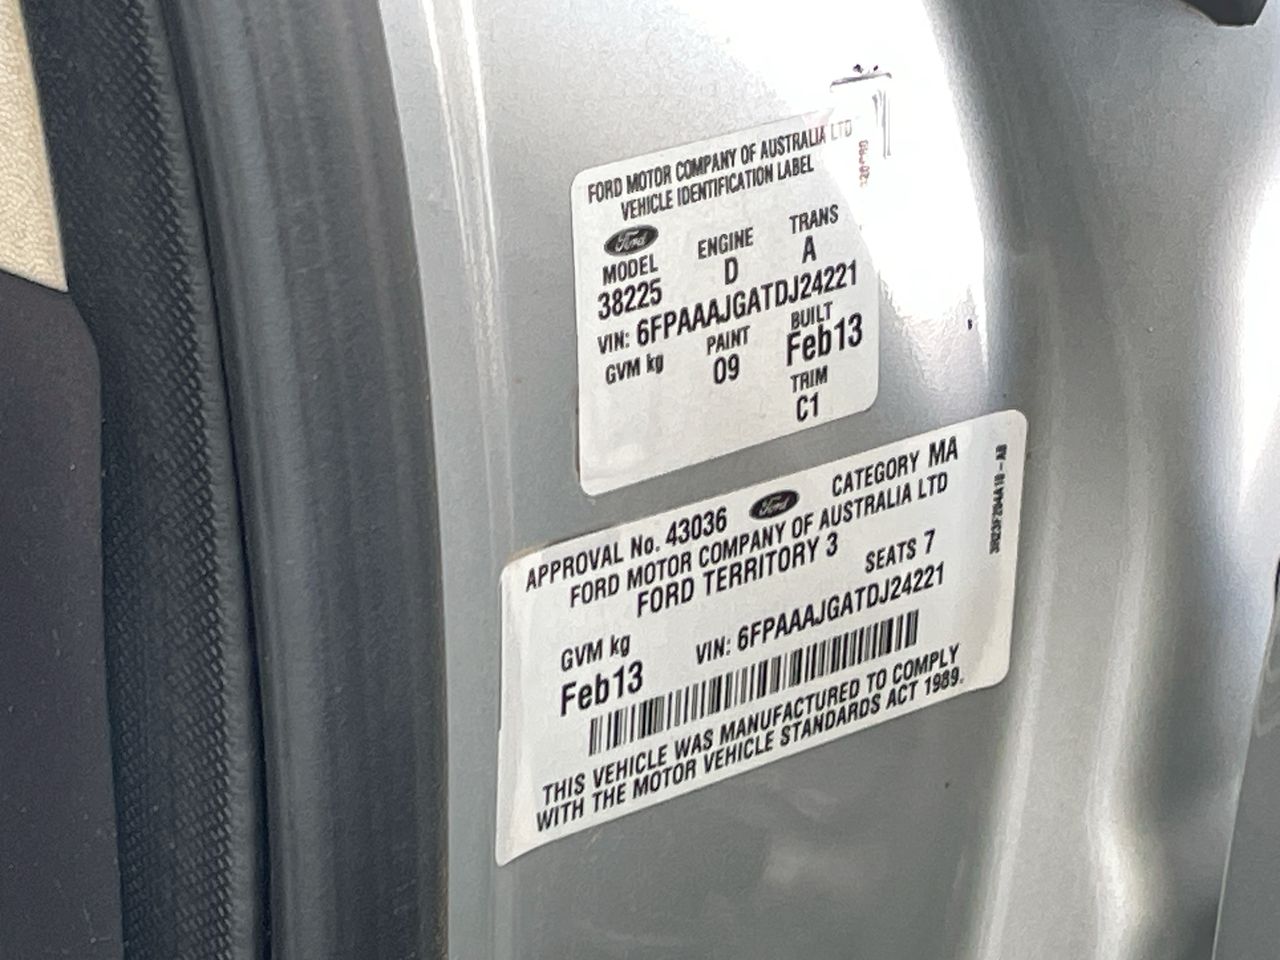 FORD MOTOR COMPANY OF AUSTRALIA LTD
VEHICLE IDENTIFICATION LABEL
Ford
MODEL ENGINE TRANS
38225 D A
VIN: 6FPAAAJGATDJ24221
GVM kg PAINT BUILT
09 Feb13
TRIM
C1
APPROVAL No. 43036 Ford CATEGORY MA
FORD MOTOR COMPANY OF AUSTRALIA LTD
FORD TERRITORY 3 SEATS 7
GVM kg VIN: 6FPAAAJGATDJ24221
Feb13
THIS VEHICLE WAS MANUFACTURED TO COMPLY
WITH THE MOTOR VEHICLE STANDARDS ACT 1989.